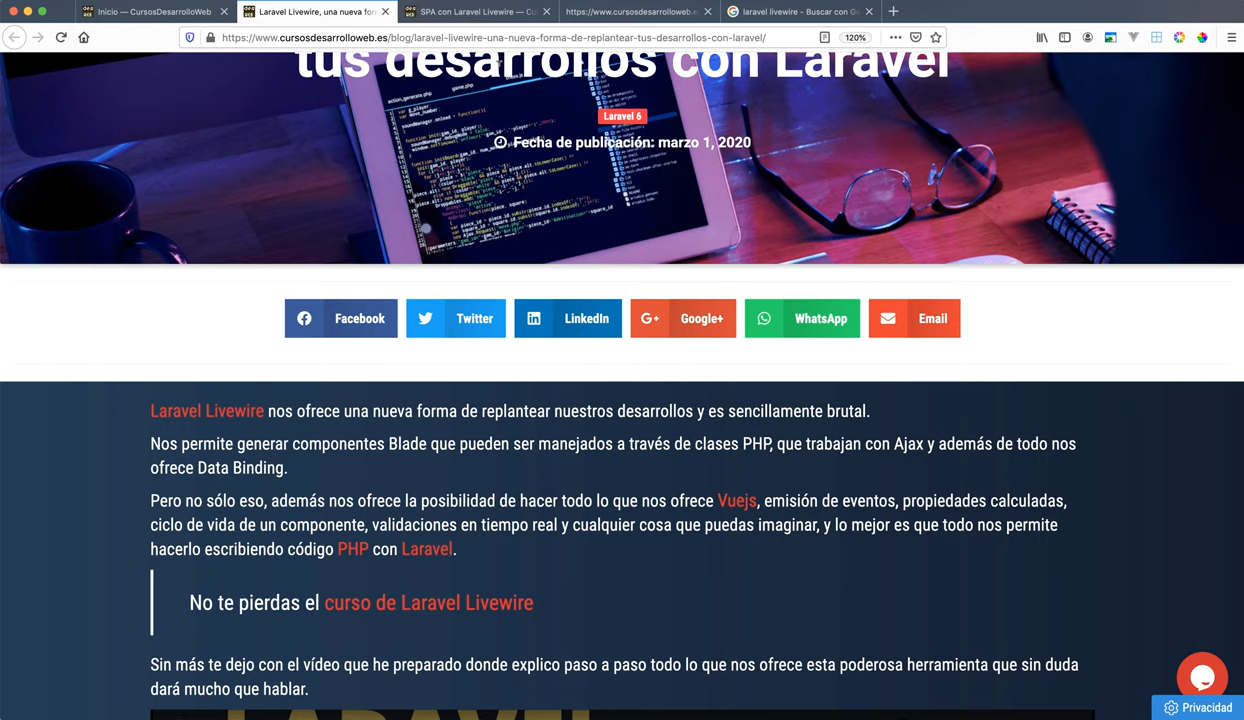 Inicio — CursosDesarrolloWeb
Laravel Livewire, una nueva for
SPA con Laravel Livewire — Cu
https://www.cursosdesarrolloweb.e
laravel livewire - Buscar con Go
https://www.cursosdesarrolloweb.es/blog/laravel-livewire-una-nueva-forma-de-replantear-tus-desarrollos-con-laravel/
120%
tus desarrollos con Laravel
Laravel 6
Fecha de publicación: marzo 1, 2020
Facebook
Twitter
LinkedIn
G+ Google+
WhatsApp
Email
Laravel Livewire nos ofrece una nueva forma de replantear nuestros desarrollos y es sencillamente brutal.
Nos permite generar componentes Blade que pueden ser manejados a través de clases PHP, que trabajan con Ajax y además de todo nos
ofrece Data Binding.
Pero no sólo eso, además nos ofrece la posibilidad de hacer todo lo que nos ofrece Vuejs, emisión de eventos, propiedades calculadas,
ciclo de vida de un componente, validaciones en tiempo real y cualquier cosa que puedas imaginar, y lo mejor es que todo nos permite
hacerlo escribiendo código PHP con Laravel.
No te pierdas el curso de Laravel Livewire
Sin más te dejo con el vídeo que he preparado donde explico paso a paso todo lo que nos ofrece esta poderosa herramienta que sin duda
dará mucho que hablar.
Privacidad